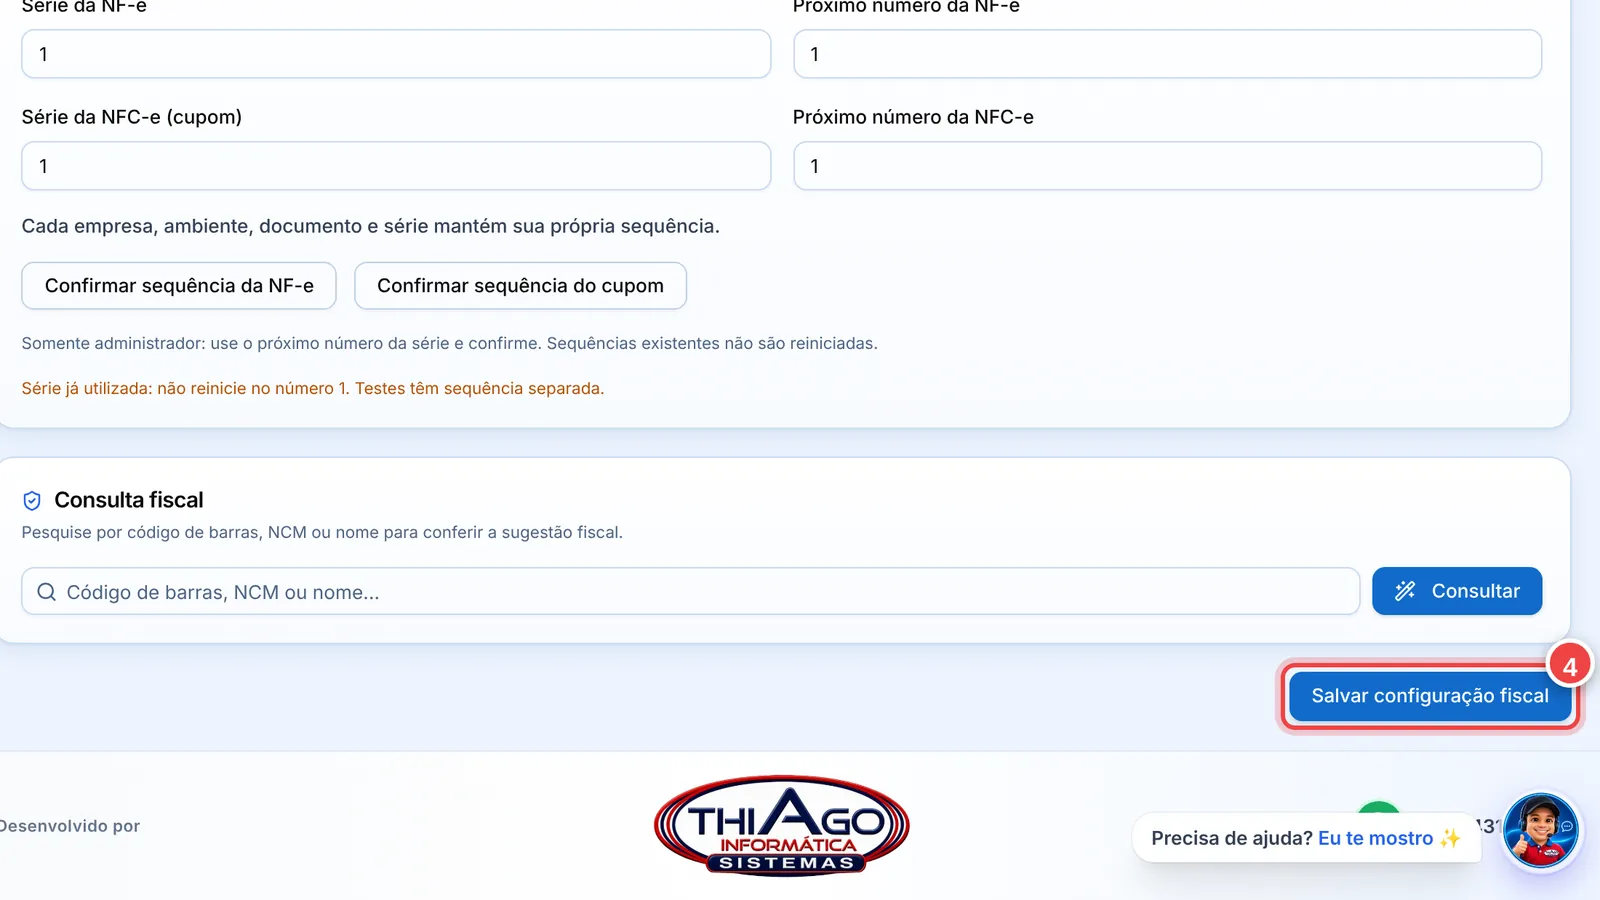 Série da NF-e
Próximo número da NF-e
1
1
Série da NFC-e (cupom)
Próximo número da NFC-e
1
1
Cada empresa, ambiente, documento e série mantém sua própria sequência.
Confirmar sequência da NF-e
Confirmar sequência do cupom
Somente administrador: use o próximo número da série e confirme. Sequências existentes não são reiniciadas.
Série já utilizada: não reinicie no número 1. Testes têm sequência separada.
Consulta fiscal
Pesquise por código de barras, NCM ou nome para conferir a sugestão fiscal.
Código de barras, NCM ou nome...
Consultar
4
Salvar configuração fiscal
Desenvolvido por
THIAGO
INFORMÁTICA
SISTEMAS
Precisa de ajuda? Eu te mostro ✨